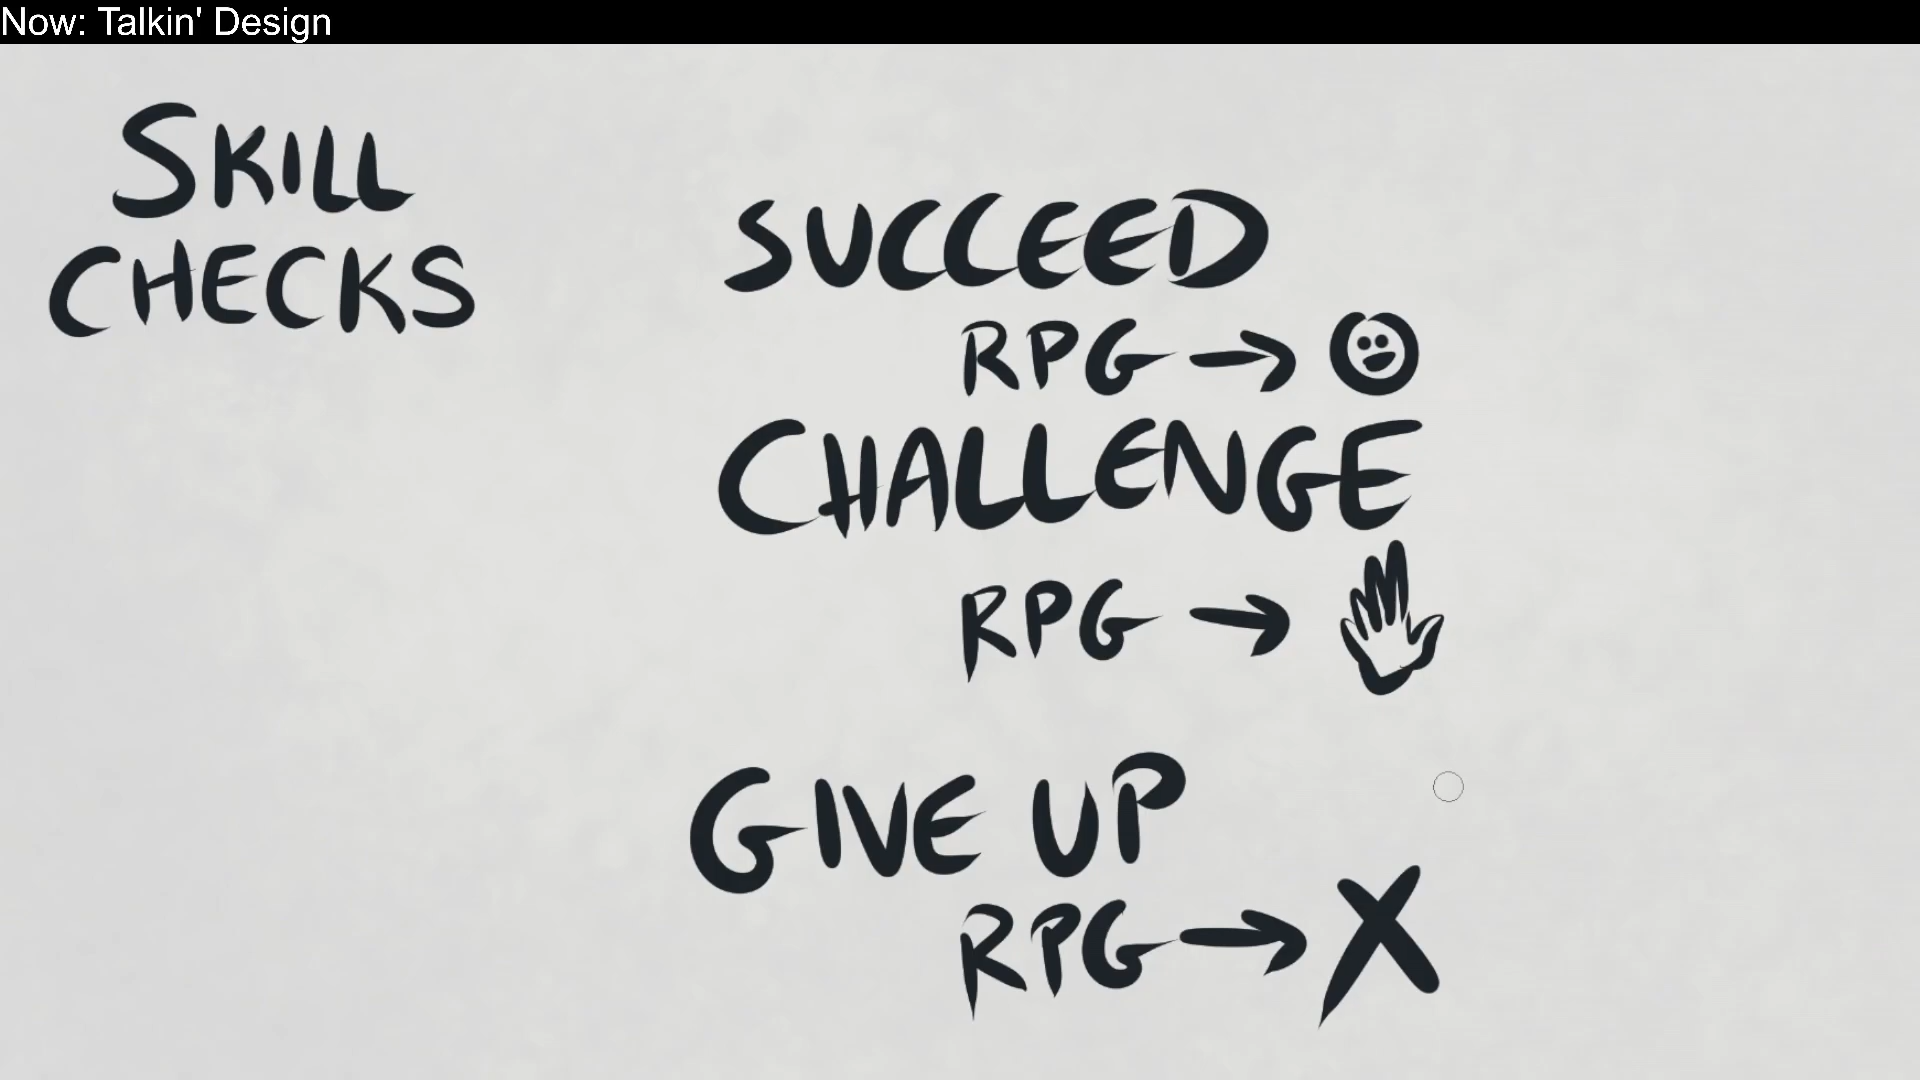 Now: Talkin' Design
SKILL
CHECKS
SUCCEED
RPG →
CHALLENGE
RPG →
GIVE UP
RPG → X